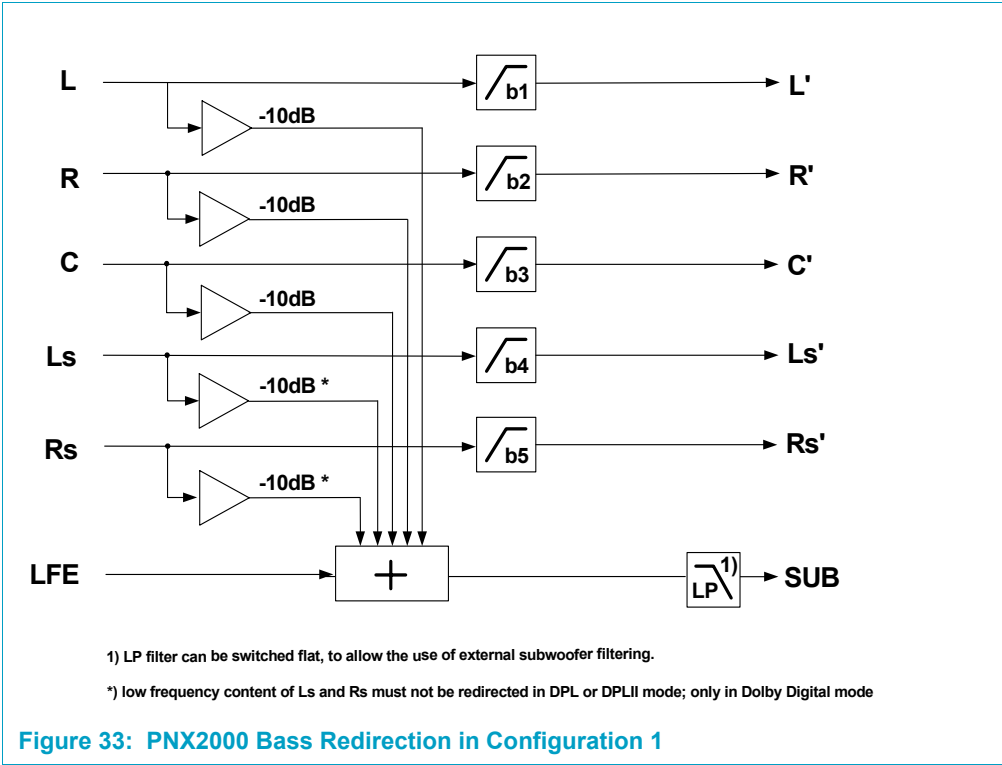 L
b1
L'
-10dB
R
b2
R'
-10dB
C
b3
C'
-10dB
Ls
b4
Ls'
-10dB *
Rs
b5
Rs'
-10dB *
LFE
+
1)
LP
SUB
1) LP filter can be switched flat, to allow the use of external subwoofer filtering.
*) low frequency content of Ls and Rs must not be redirected in DPL or DPLII mode; only in Dolby Digital mode
Figure 33: PNX2000 Bass Redirection in Configuration 1